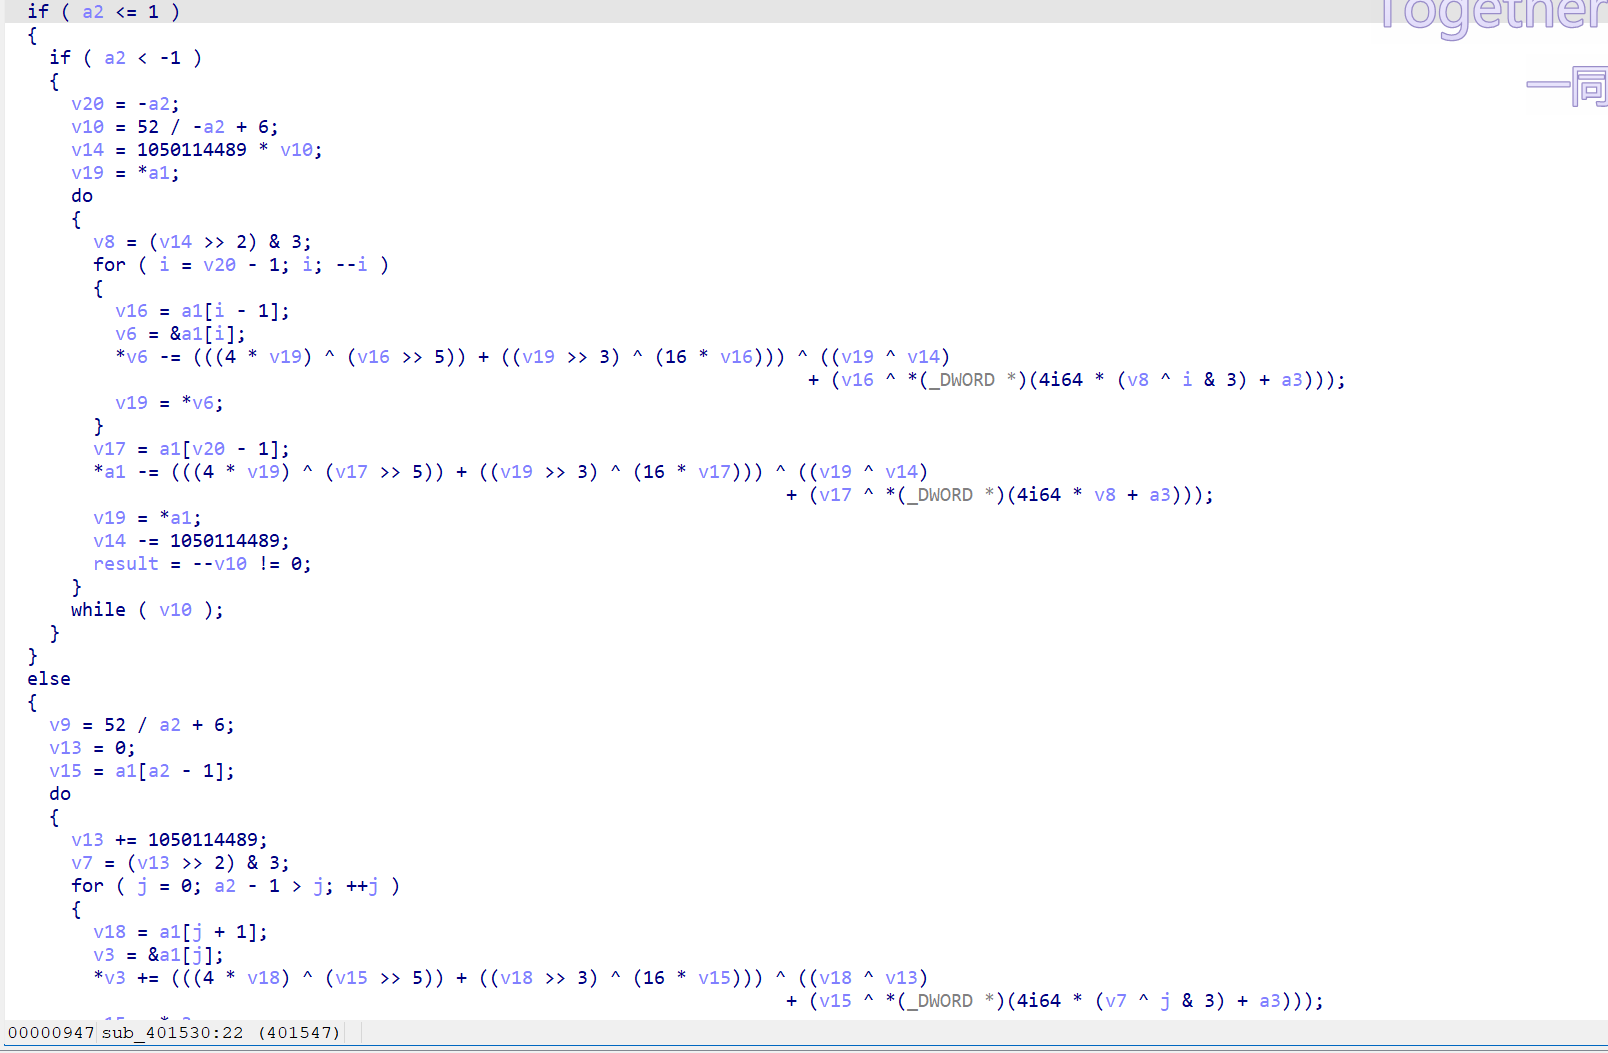 if ( a2 <= 1 )
{
if ( a2 < -1 )
{
v20 = -a2;
v10 = 52 / -a2 + 6;
v14 = 1050114489 * v10;
v19 = *a1;
do
{
v8 = (v14 >> 2) & 3;
for ( i = v20 - 1; i; --i )
{
v16 = a1[i - 1];
v6 = &a1[i];
*v6 -= (((4 * v19) ^ (v16 >> 5)) + ((v19 >> 3) ^ (16 * v16))) ^ ((v19 ^ v14)
+ (v16 ^ *(_DWORD *)(4i64 * (v8 ^ i & 3) + a3)));
v19 = *v6;
}
v17 = a1[v20 - 1];
*a1 -= (((4 * v19) ^ (v17 >> 5)) + ((v19 >> 3) ^ (16 * v17))) ^ ((v19 ^ v14)
+ (v17 ^ *(_DWORD *)(4i64 * v8 + a3)));
v19 = *a1;
v14 -= 1050114489;
result = --v10 != 0;
}
while ( v10 );
}
}
else
{
v9 = 52 / a2 + 6;
v13 = 0;
v15 = a1[a2 - 1];
do
{
v13 += 1050114489;
v7 = (v13 >> 2) & 3;
for ( j = 0; a2 - 1 > j; ++j )
{
v18 = a1[j + 1];
v3 = &a1[j];
*v3 += (((4 * v18) ^ (v15 >> 5)) + ((v18 >> 3) ^ (16 * v15))) ^ ((v18 ^ v13)
+ (v15 ^ *(_DWORD *)(4i64 * (v7 ^ j & 3) + a3)));
00000947 sub_401530:22 (401547)
Together
一同